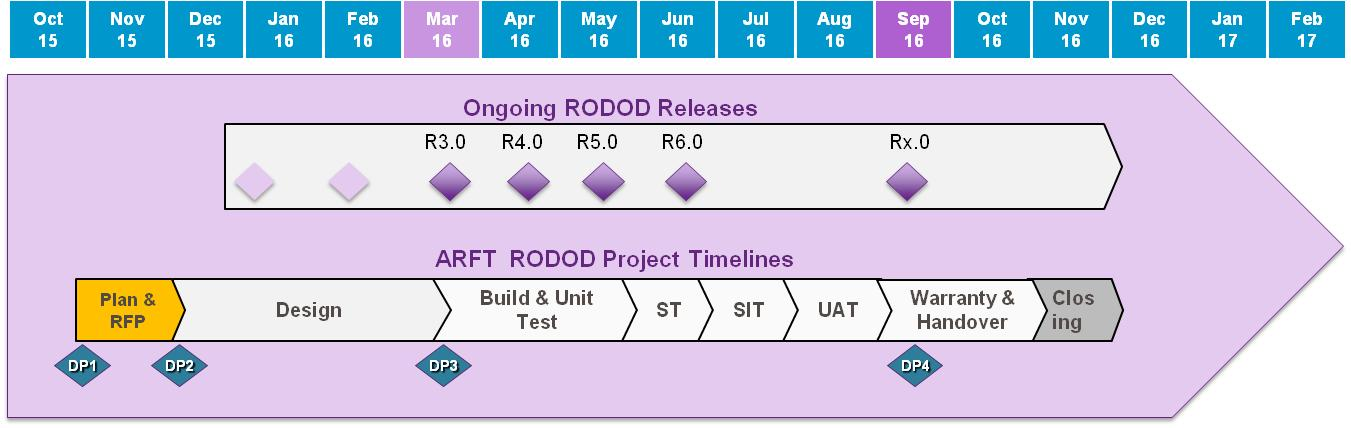 Oct Nov Dec Jan Feb Mar Apr May Jun Jul Aug Sep Oct Nov Dec Jan Feb
15 15 15 16 16 16 16 16 16 16 16 16 16 16 16 17 17
Ongoing RODOD Releases
R3.0 R4.0 R5.0 R6.0 Rx.0
ARFT RODOD Project Timelines
Plan &
RFP
Design
Build & Unit
Test
ST
SIT
UAT
Warranty &
Handover
Clos
ing
DP1 DP2 DP3 DP4